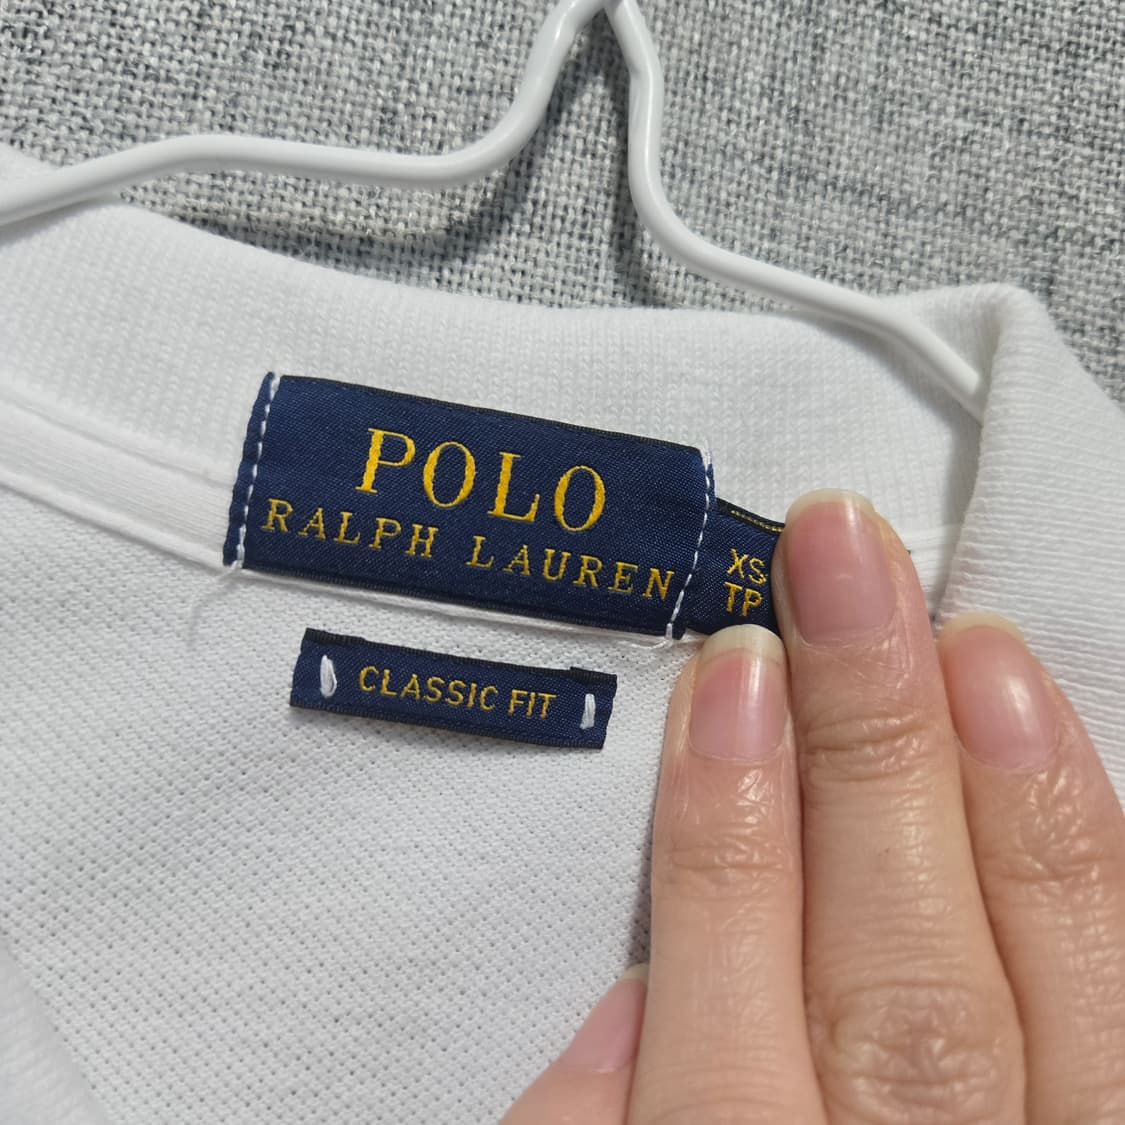 POLO
RALPH LAUREN
XS
TP
CLASSIC FIT